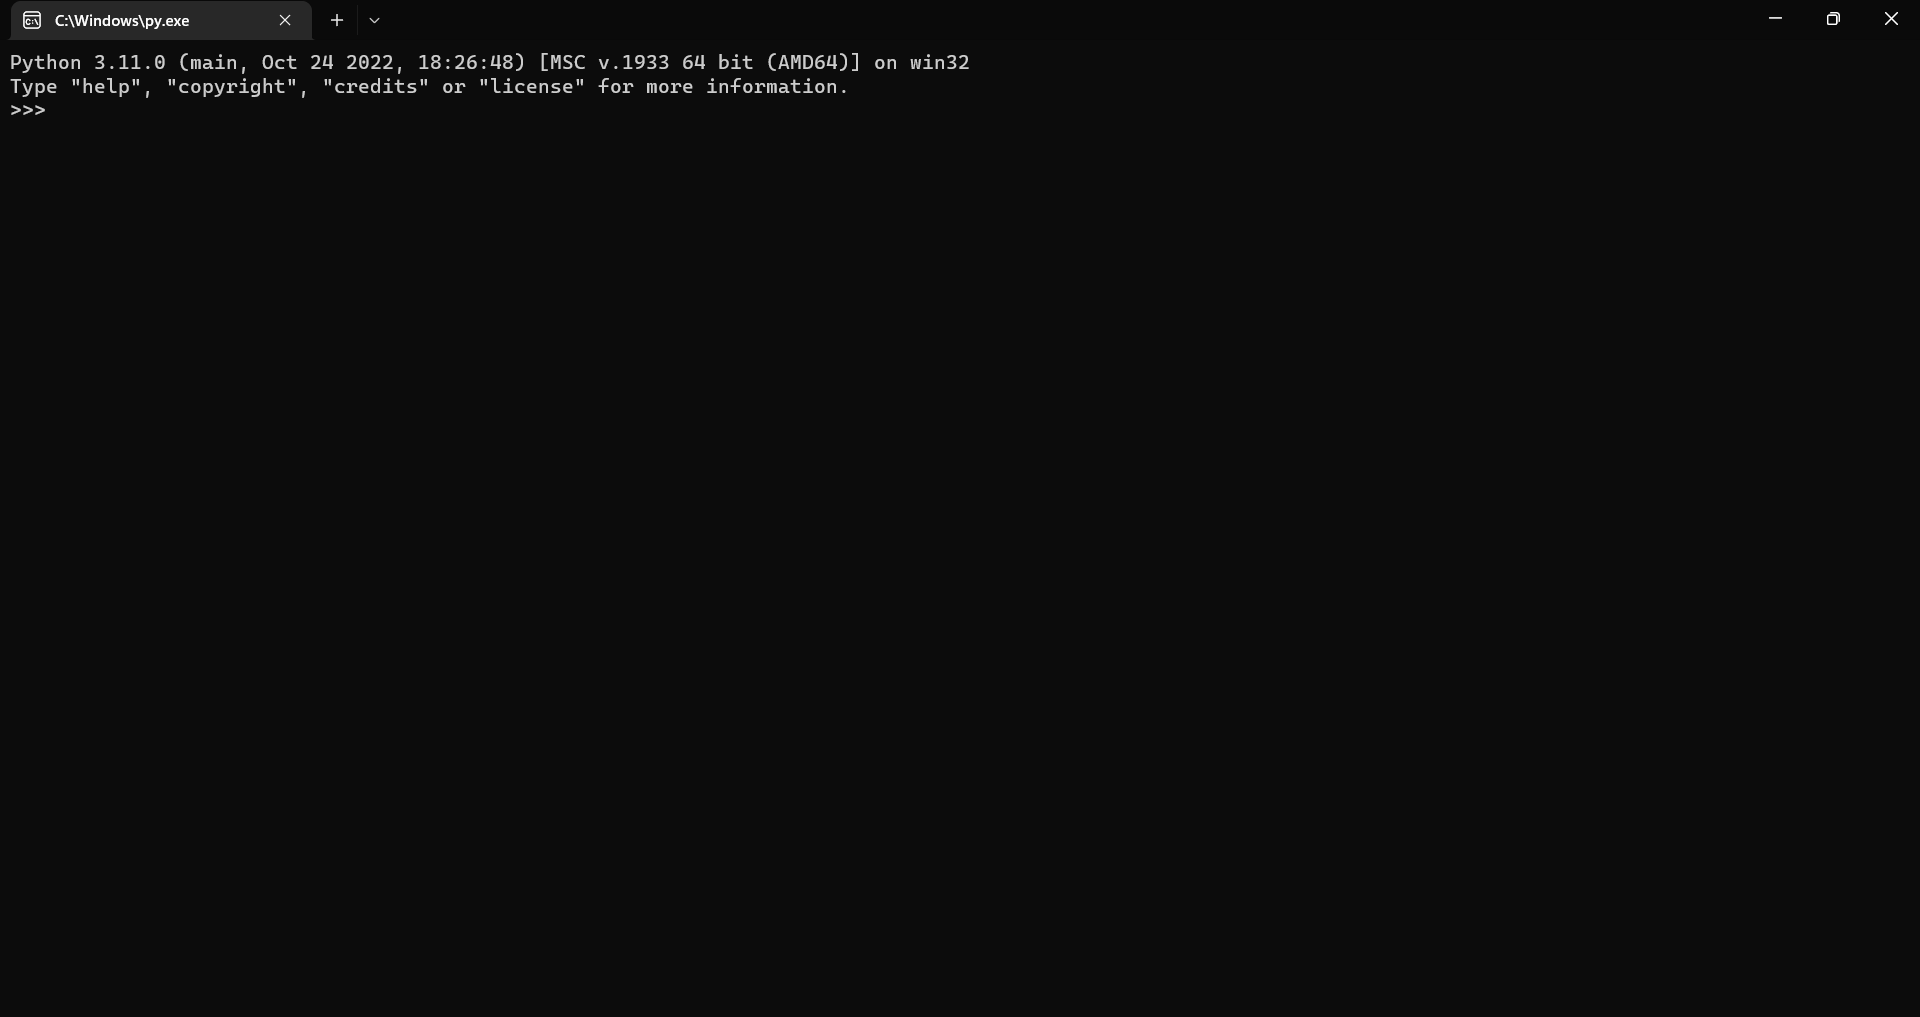 C:\Windows\py.exe
Python 3.11.0 (main, Oct 24 2022, 18:26:48) [MSC v.1933 64 bit (AMD64)] on win32
Type "help", "copyright", "credits" or "license" for more information.
>>>